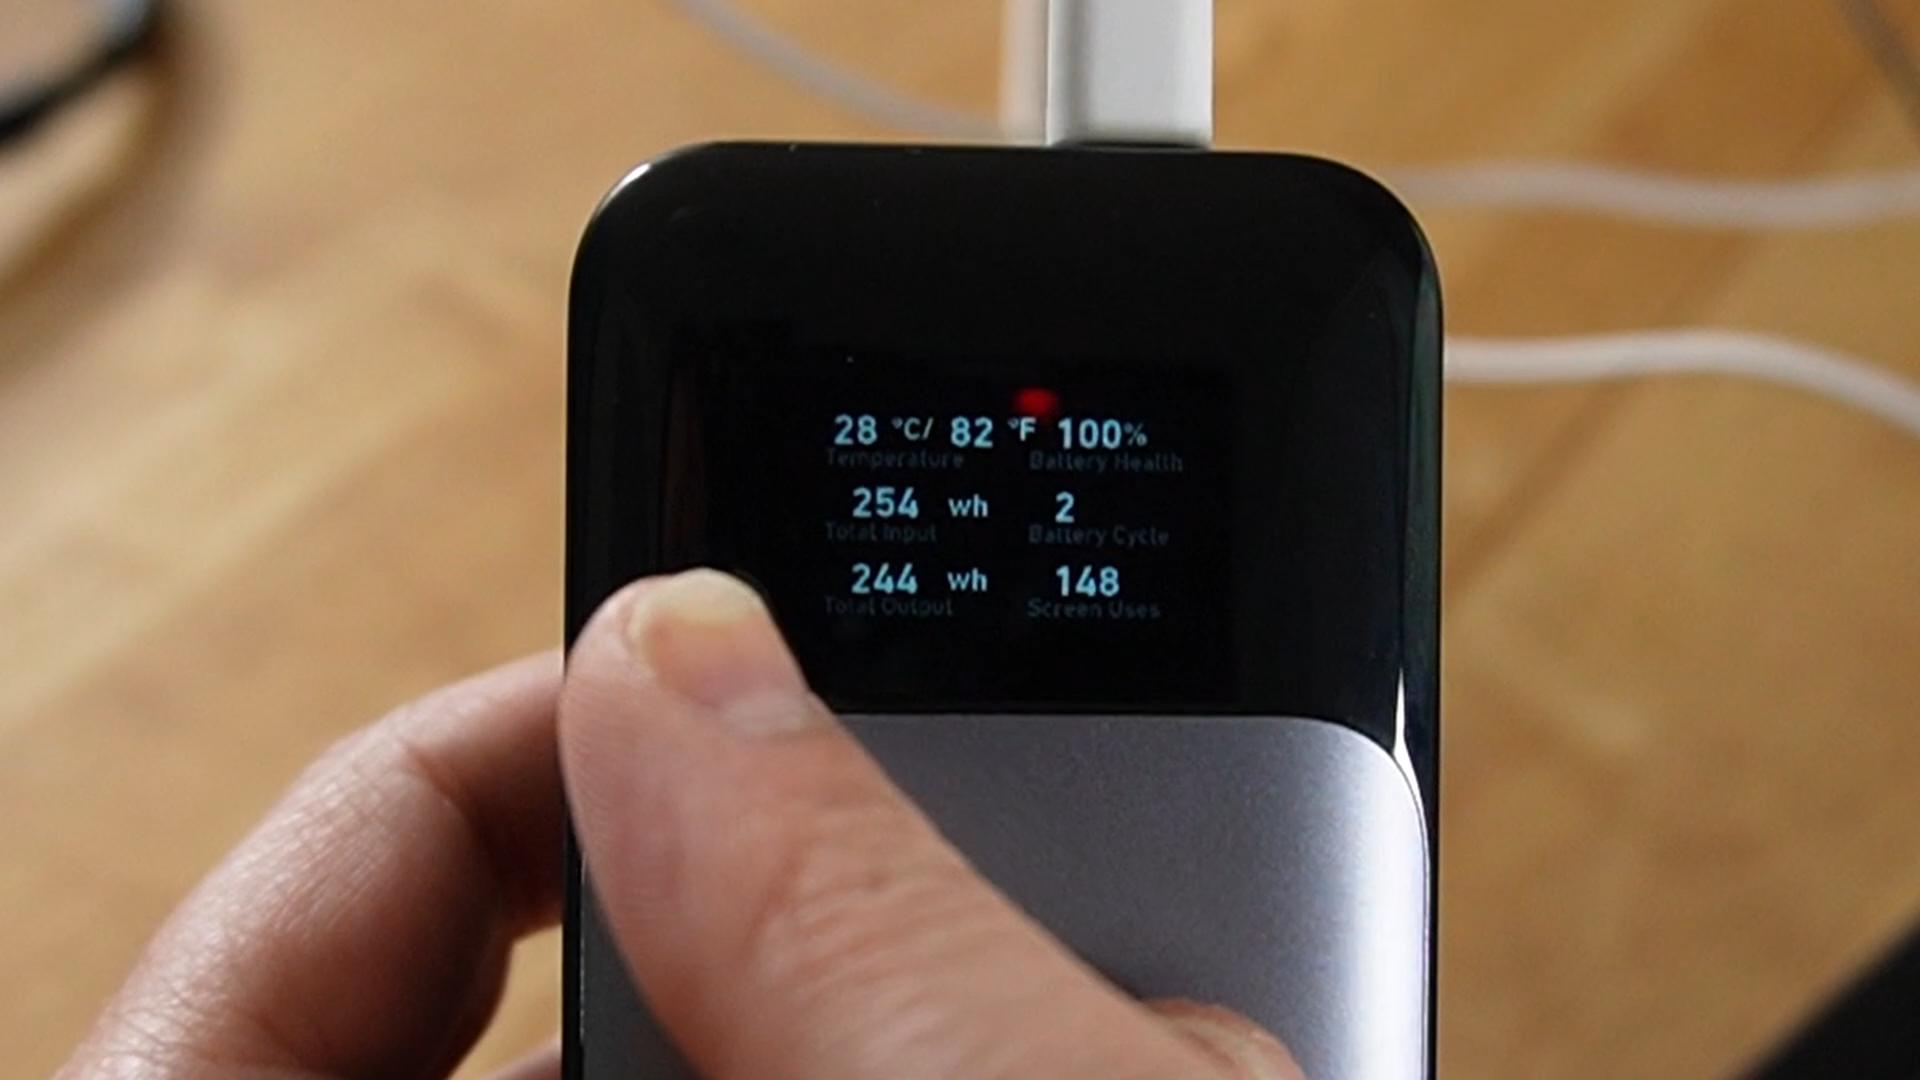 28 °C/ 82 °F 100%
Temperature Battery Health
254 wh 2
Total Input Battery Cycle
244 wh 148
Total Output Screen Uses